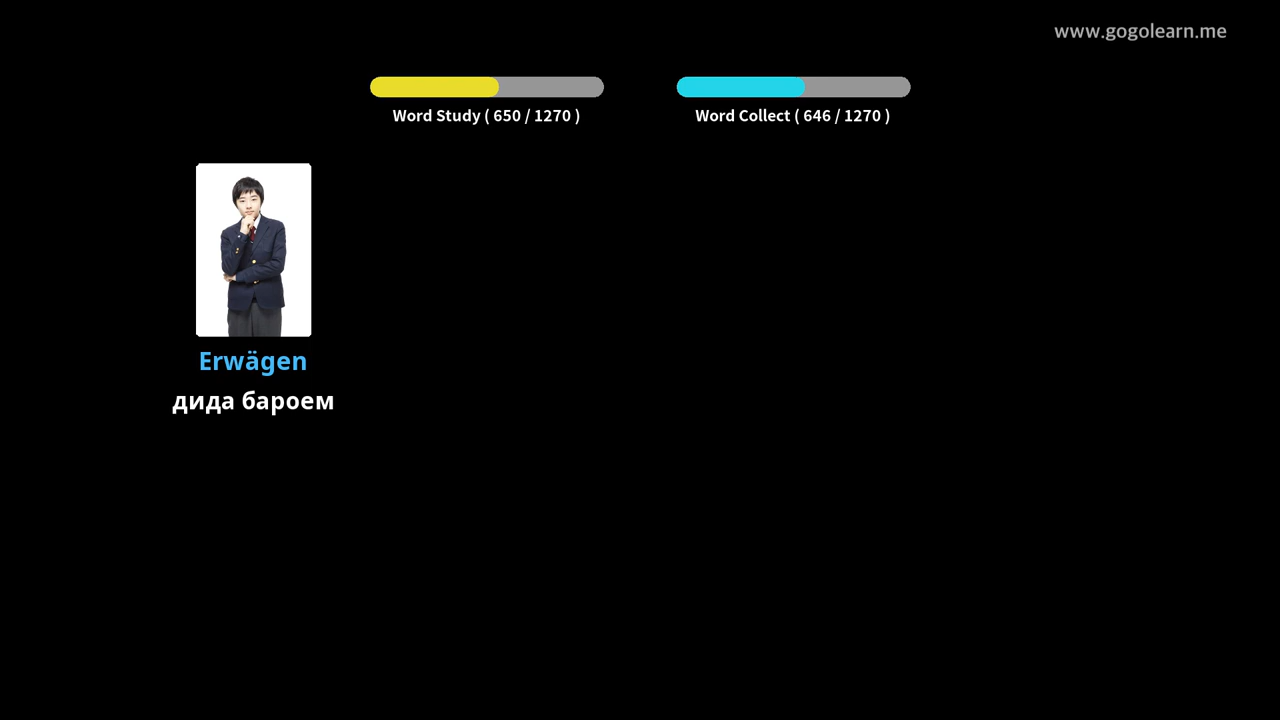 www.gogolearn.me
Word Study ( 650 / 1270 )
Word Collect ( 646 / 1270 )
Erwägen
дида бароем